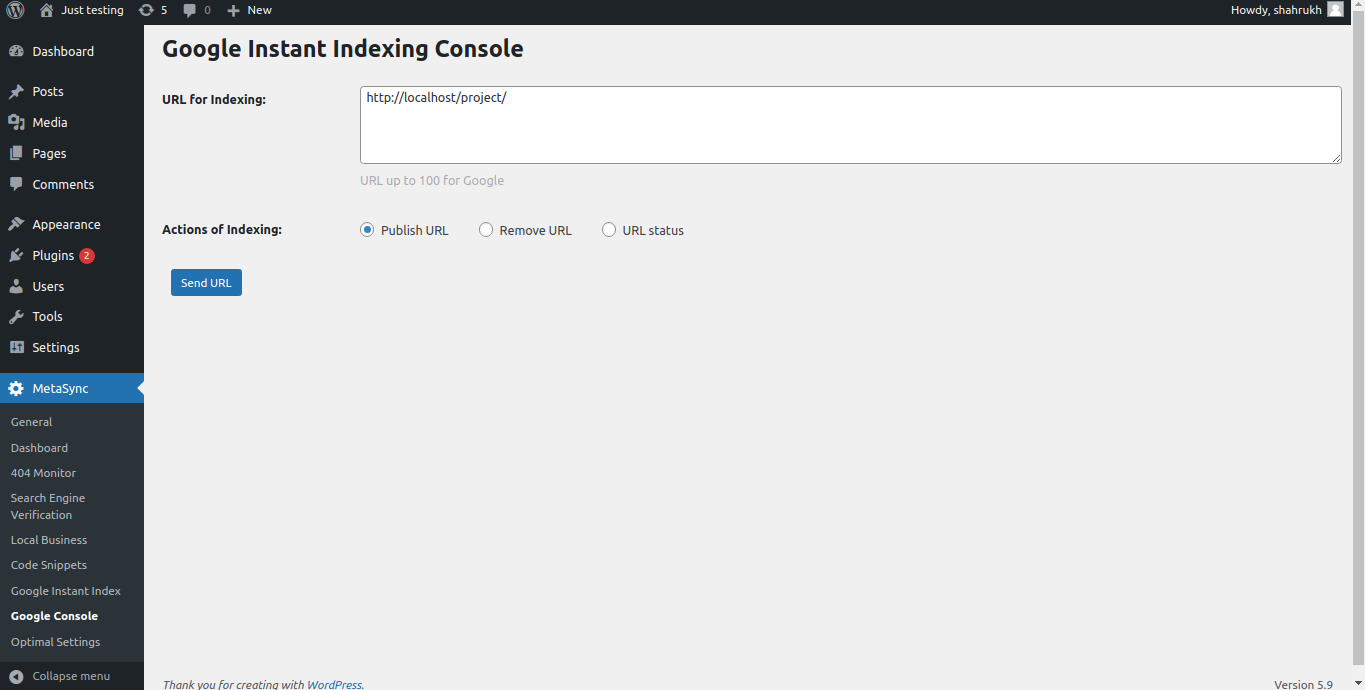 Just testing 5 0 New Howdy, shahrukh
Dashboard
Posts
Media
Pages
Comments
Appearance
Plugins 2
Users
Tools
Settings
MetaSync
General
Dashboard
404 Monitor
Search Engine
Verification
Local Business
Code Snippets
Google Instant Index
Google Console
Optimal Settings
Collapse menu
Google Instant Indexing Console
URL for Indexing:
http://localhost/project/
URL up to 100 for Google
Actions of Indexing:
Publish URL Remove URL URL status
Send URL
Thank you for creating with WordPress. Version 5.9